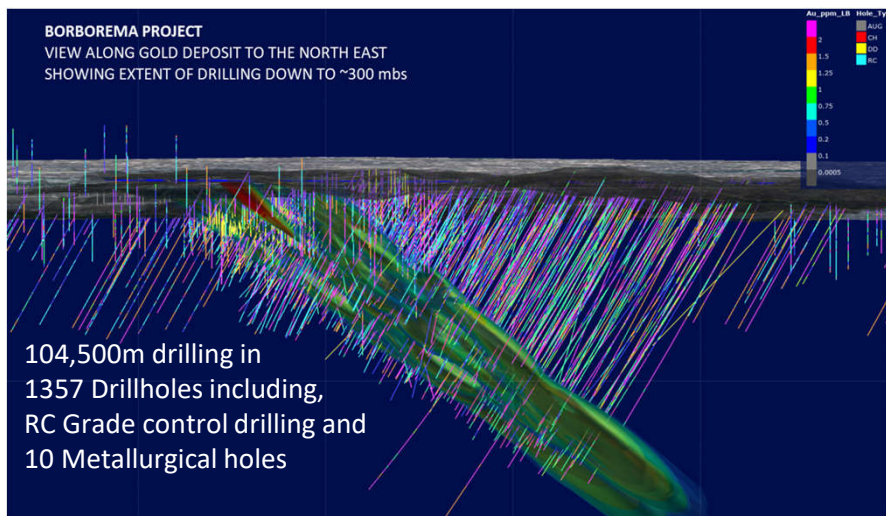 BORBOREMA PROJECT
VIEW ALONG GOLD DEPOSIT TO THE NORTH EAST
SHOWING EXTENT OF DRILLING DOWN TO ~300 mbs
Au_ppm_LB
2
1.5
1.25
1
0.75
0.5
0.2
0.1
0.0005
Hole_Ty
AUG
CH
DD
RC
104,500m drilling in
1357 Drillholes including,
RC Grade control drilling and
10 Metallurgical holes